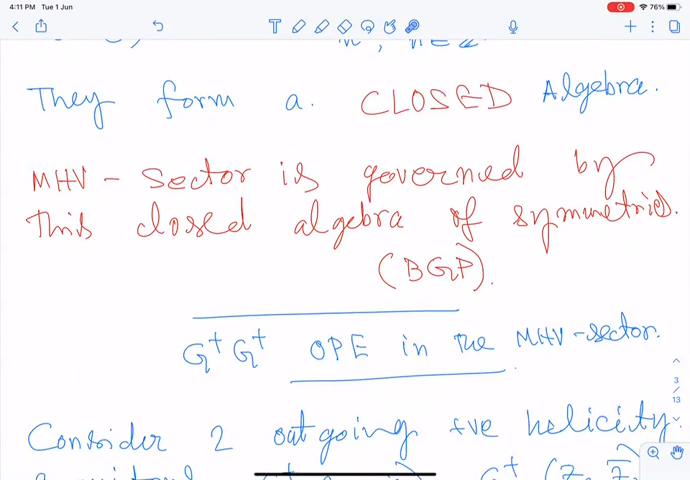 4:11 PM Tue 1 Jun
76%
They form a. CLOSED Algebra.
MHV - Sector is governed by
this closed algebra of symmetries.
(BGP).
G⁺ G⁺ OPE in the MHV-sector.
3
/
13
Consider 2 outgoing +ve helicity